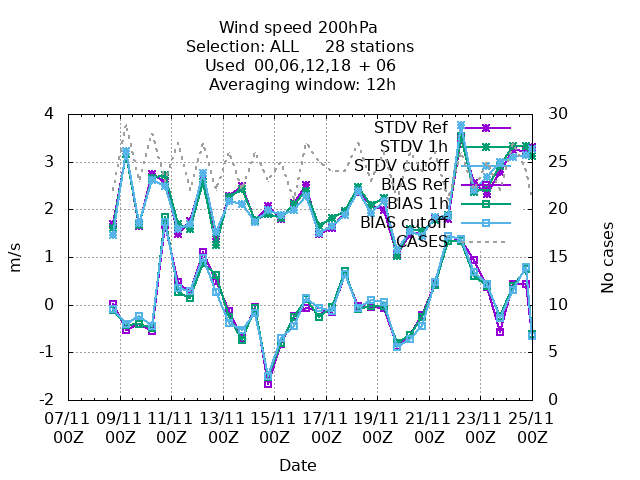 Wind speed 200hPa
Selection: ALL     28 stations
Used  00,06,12,18  + 06
Averaging window: 12h
4
3
2
1
0
-1
-2
m/s
30
25
20
15
10
5
0
No cases
STDV Ref
STDV 1h
STDV cutoff
BIAS Ref
BIAS 1h
BIAS cutoff
CASES
07/11 09/11 11/11 13/11 15/11 17/11 19/11 21/11 23/11 25/11
00Z 00Z 00Z 00Z 00Z 00Z 00Z 00Z 00Z 00Z
Date